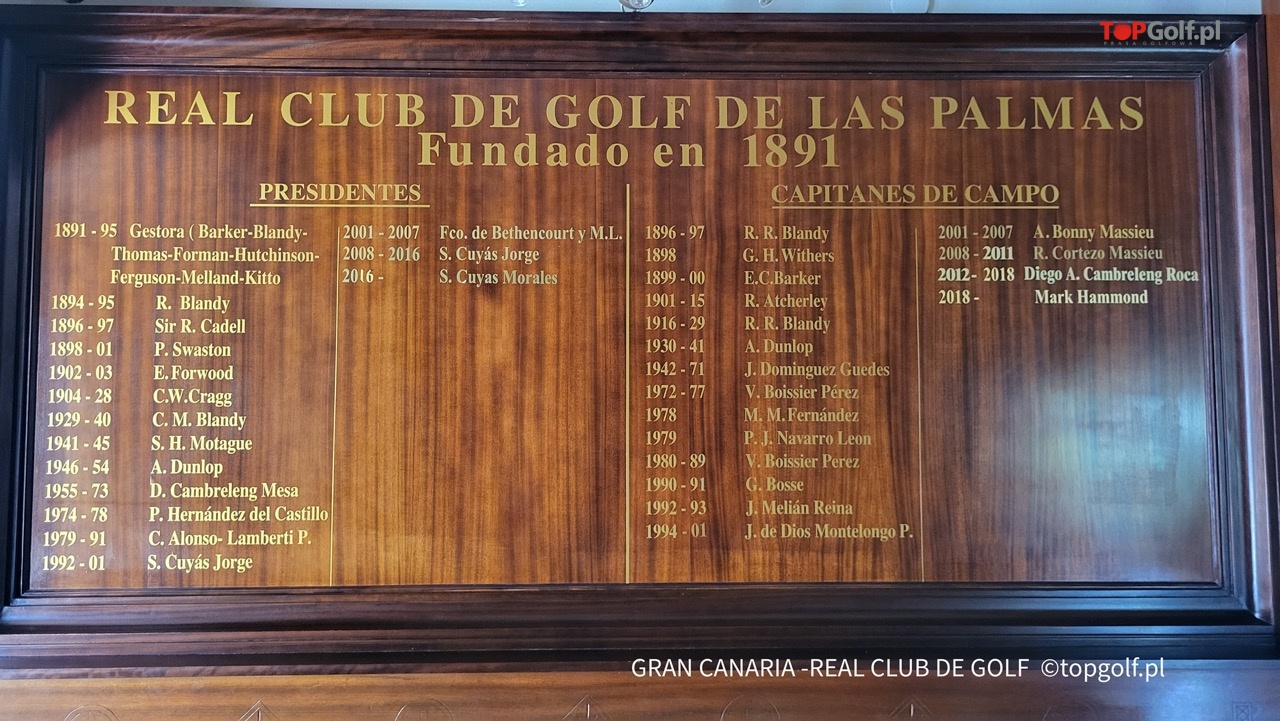 TOPGolf.pl
PRASA GOLFOWA
REAL CLUB DE GOLF DE LAS PALMAS
Fundado en 1891
PRESIDENTES
1891 - 95 Gestora ( Barker-Blandy-
Thomas-Forman-Hutchinson-
Ferguson-Melland-Kitto
1894 - 95 R. Blandy
1896 - 97 Sir R. Cadell
1898 - 01 P. Swaston
1902 - 03 E. Forwood
1904 - 28 C.W.Cragg
1929 - 40 C. M. Blandy
1941 - 45 S. H. Motague
1946 - 54 A. Dunlop
1955 - 73 D. Cambreleng Mesa
1974 - 78 P. Hernández del Castillo
1979 - 91 C. Alonso- Lamberti P.
1992 - 01 S. Cuyás Jorge
2001 - 2007 Fco. de Bethencourt y M.L.
2008 - 2016 S. Cuyás Jorge
2016 - S. Cuyas Morales
CAPITANES DE CAMPO
1896 - 97 R. R. Blandy
1898 G. H. Withers
1899 - 00 E.C.Barker
1901 - 15 R. Atcherley
1916 - 29 R. R. Blandy
1930 - 41 A. Dunlop
1942 - 71 J. Dominguez Guedes
1972 - 77 V. Boissier Pérez
1978 M. M. Fernández
1979 P. J. Navarro Leon
1980 - 89 V. Boissier Perez
1990 - 91 G. Bosse
1992 - 93 J. Melián Reina
1994 - 01 J. de Dios Montelongo P.
2001 - 2007 A. Bonny Massieu
2008 - 2011 R. Cortezo Massieu
2012 - 2018 Diego A. Cambreleng Roca
2018 - Mark Hammond
GRAN CANARIA -REAL CLUB DE GOLF ©topgolf.pl